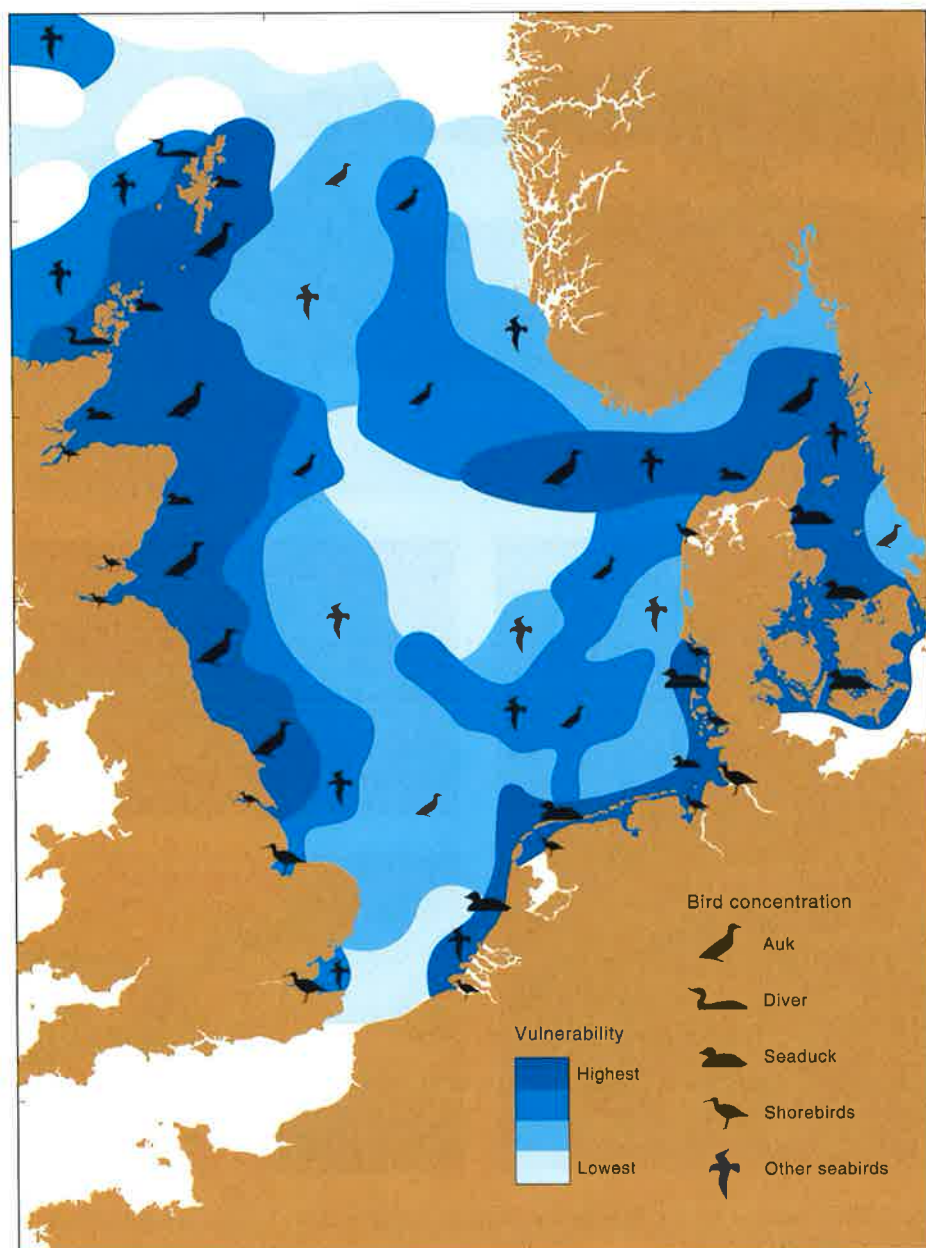 Bird concentration
Auk
Diver
Seaduck
Shorebirds
Other seabirds
Vulnerability
Highest
Lowest